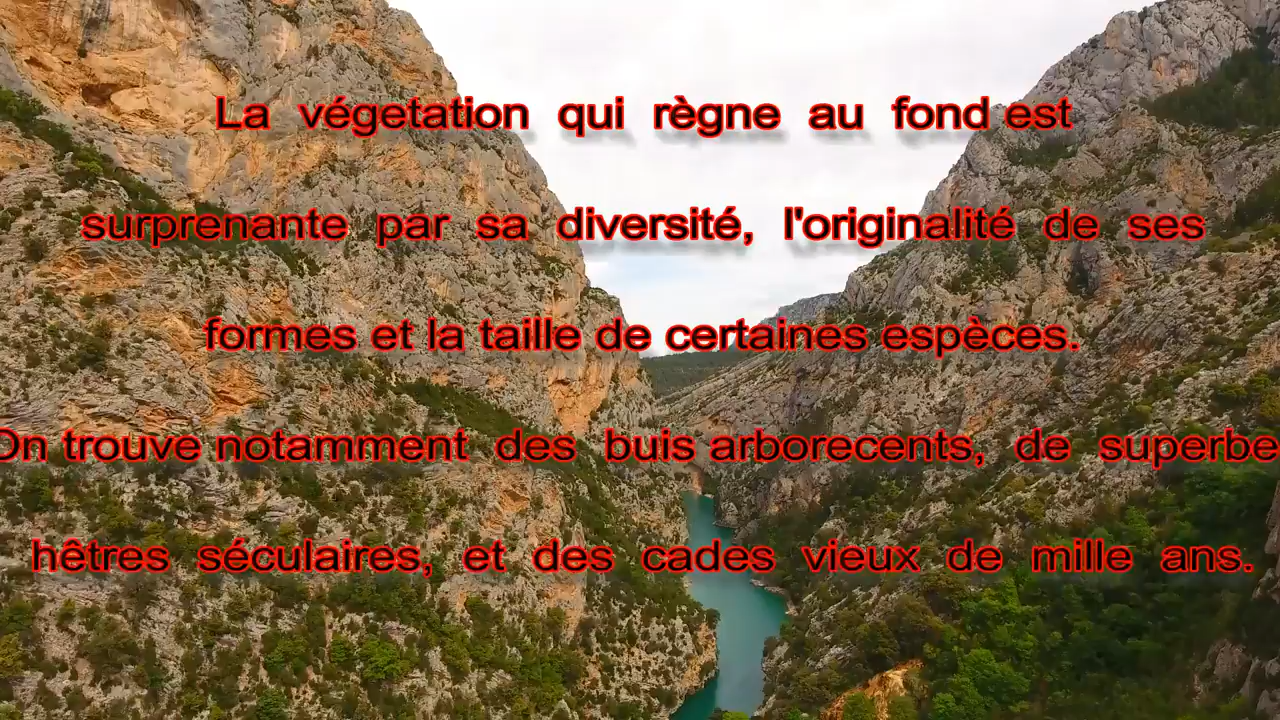 La végetation qui règne au fond est
surprenante par sa diversité, l'originalité de ses
formes et la taille de certaines espèces.
On trouve notamment des buis arborecents, de superbe
hêtres séculaires, et des cades vieux de mille ans.